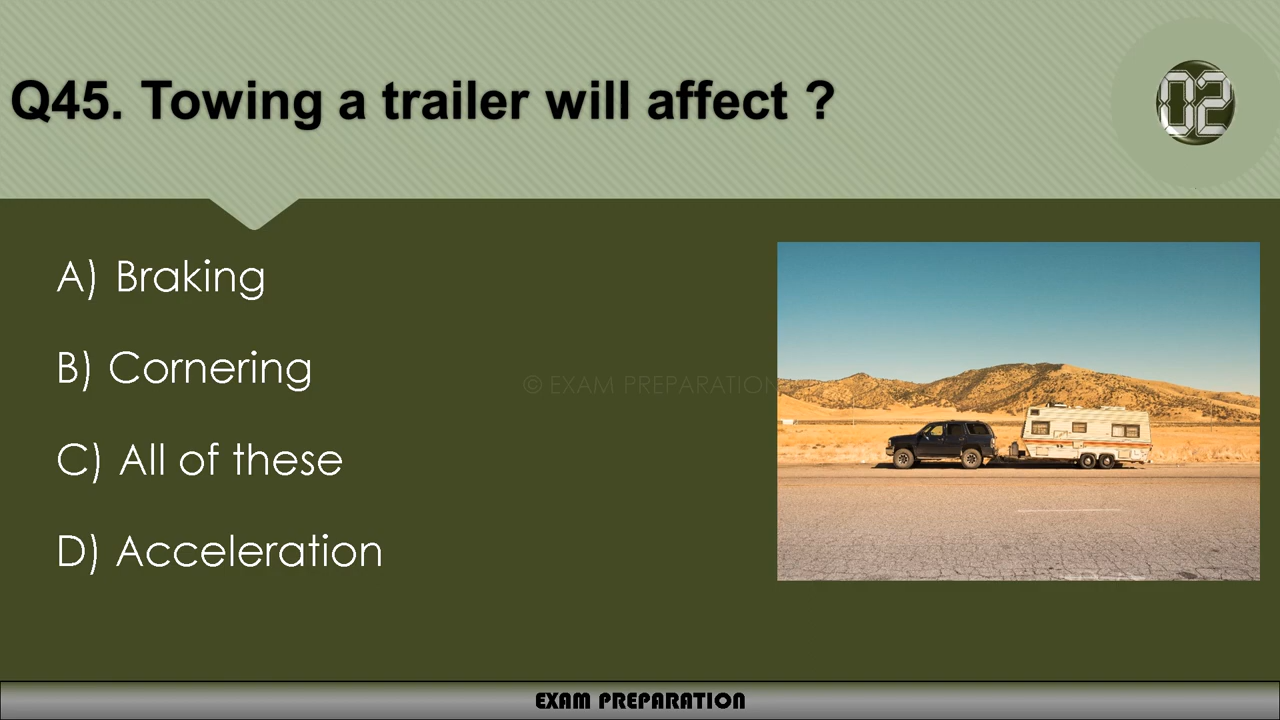 Q45. Towing a trailer will affect ?
02
A) Braking
B) Cornering
© EXAM PREPARATION
C) All of these
D) Acceleration
EXAM PREPARATION